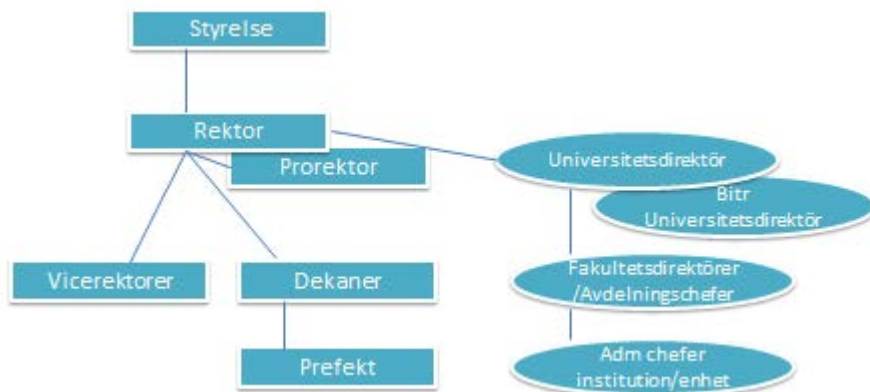 Styrelse
Rektor
Prorektor
Universitetsdirektör
Bitr
Universitetsdirektör
Vicerektorer
Dekaner
Fakultetsdirektörer
/Avdelningschefer
Prefekt
Adm chefer
institution/enhet